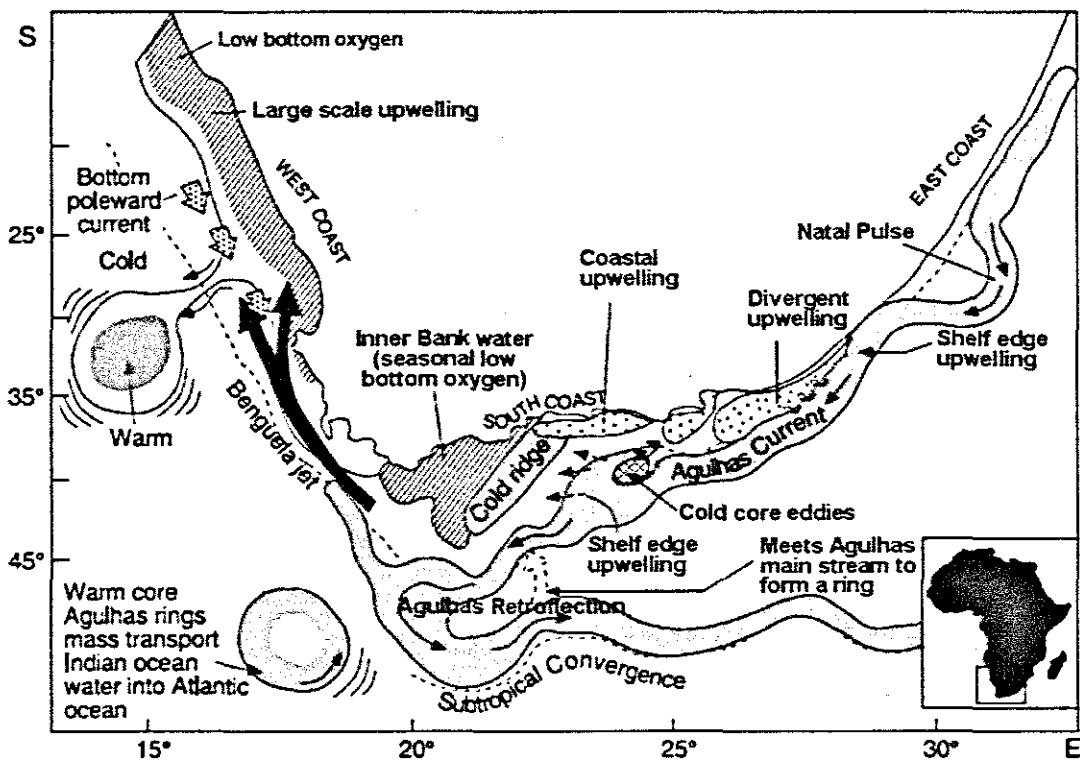 S
Low bottom oxygen
Large scale upwelling
WEST COAST
EAST COAST
Bottom
poleward
current
25°
Cold
Natal Pulse
Coastal
upwelling
Divergent
upwelling
Inner Bank water
(seasonal low
bottom oxygen)
Shelf edge
upwelling
35°
Warm
Benguela jet
SOUTH COAST
Cold ridge
Agulhas Current
Cold core eddies
Shelf edge
upwelling
Meets Agulhas
main stream to
form a ring
45°
Warm core
Agulhas rings
mass transport
Indian ocean
water into Atlantic
ocean
Agulhas Retroflection
Subtropical Convergence
15°
20°
25°
30°
E